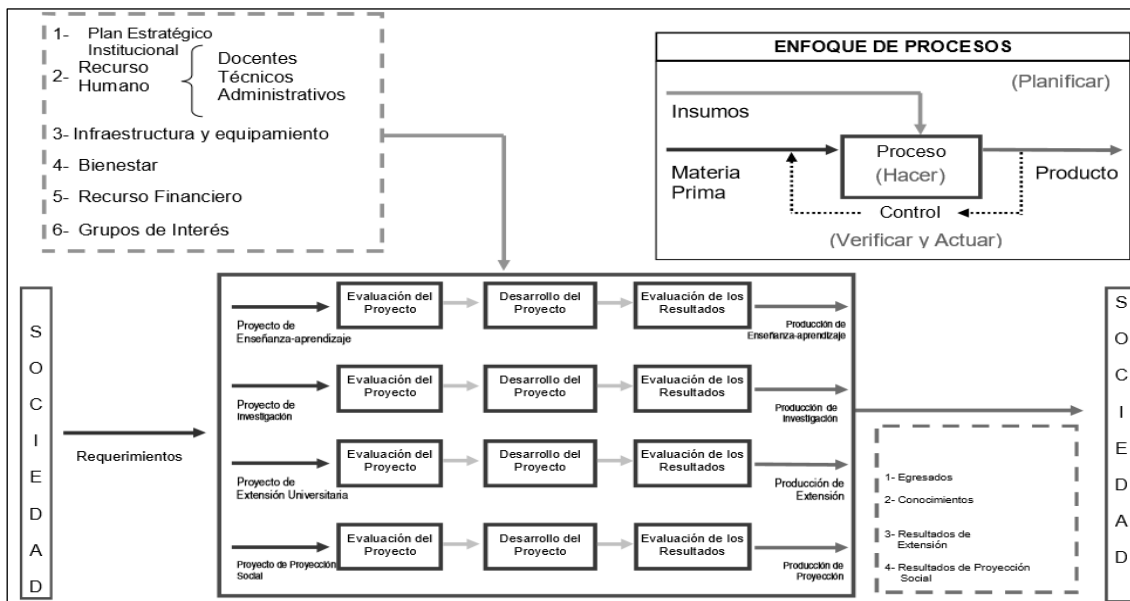 1- Plan Estratégico
Institucional
2- Recurso
Humano
Docentes
Técnicos
Administrativos
3- Infraestructura y equipamiento
4- Bienestar
5- Recurso Financiero
6- Grupos de Interés
ENFOQUE DE PROCESOS
(Planificar)
Insumos
Materia
Prima
Proceso
(Hacer)
Producto
Control
(Verificar y Actuar)
SOCIEDAD
Requerimientos
Proyecto de
Enseñanza-aprendizaje
Evaluación del
Proyecto
Desarrollo del
Proyecto
Evaluación de los
Resultados
Producción de
Enseñanza-aprendizaje
Proyecto de
Investigación
Evaluación del
Proyecto
Desarrollo del
Proyecto
Evaluación de los
Resultados
Producción de
Investigación
Proyecto de
Extensión Universitaria
Evaluación del
Proyecto
Desarrollo del
Proyecto
Evaluación de los
Resultados
Producción de
Extensión
Proyecto de Proyección
Social
Evaluación del
Proyecto
Desarrollo del
Proyecto
Evaluación de los
Resultados
Producción de
Proyección
1- Egresados
2- Conocimientos
3- Resultados de
Extensión
4- Resultados de Proyección
Social
SOCIEDAD